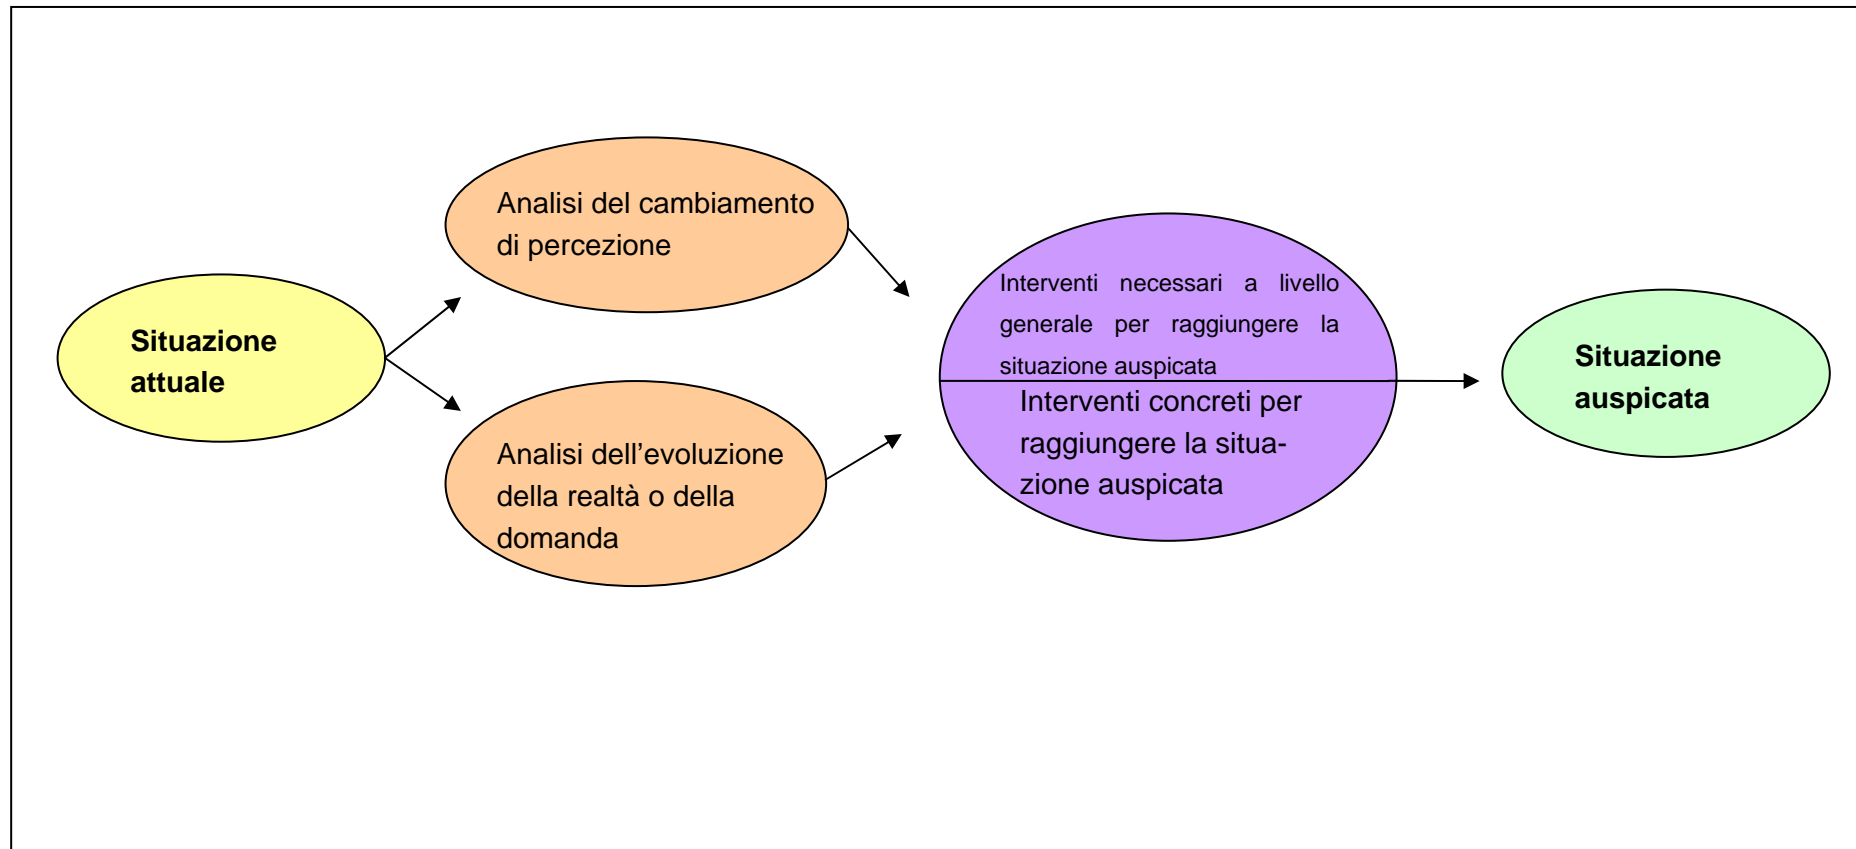 Situazione
attuale
Analisi del cambiamento
di percezione
Analisi dell’evoluzione
della realtà o della
domanda
Interventi necessari a livello
generale per raggiungere la
situazione auspicata
Interventi concreti per
raggiungere la situa-
zione auspicata
Situazione
auspicata